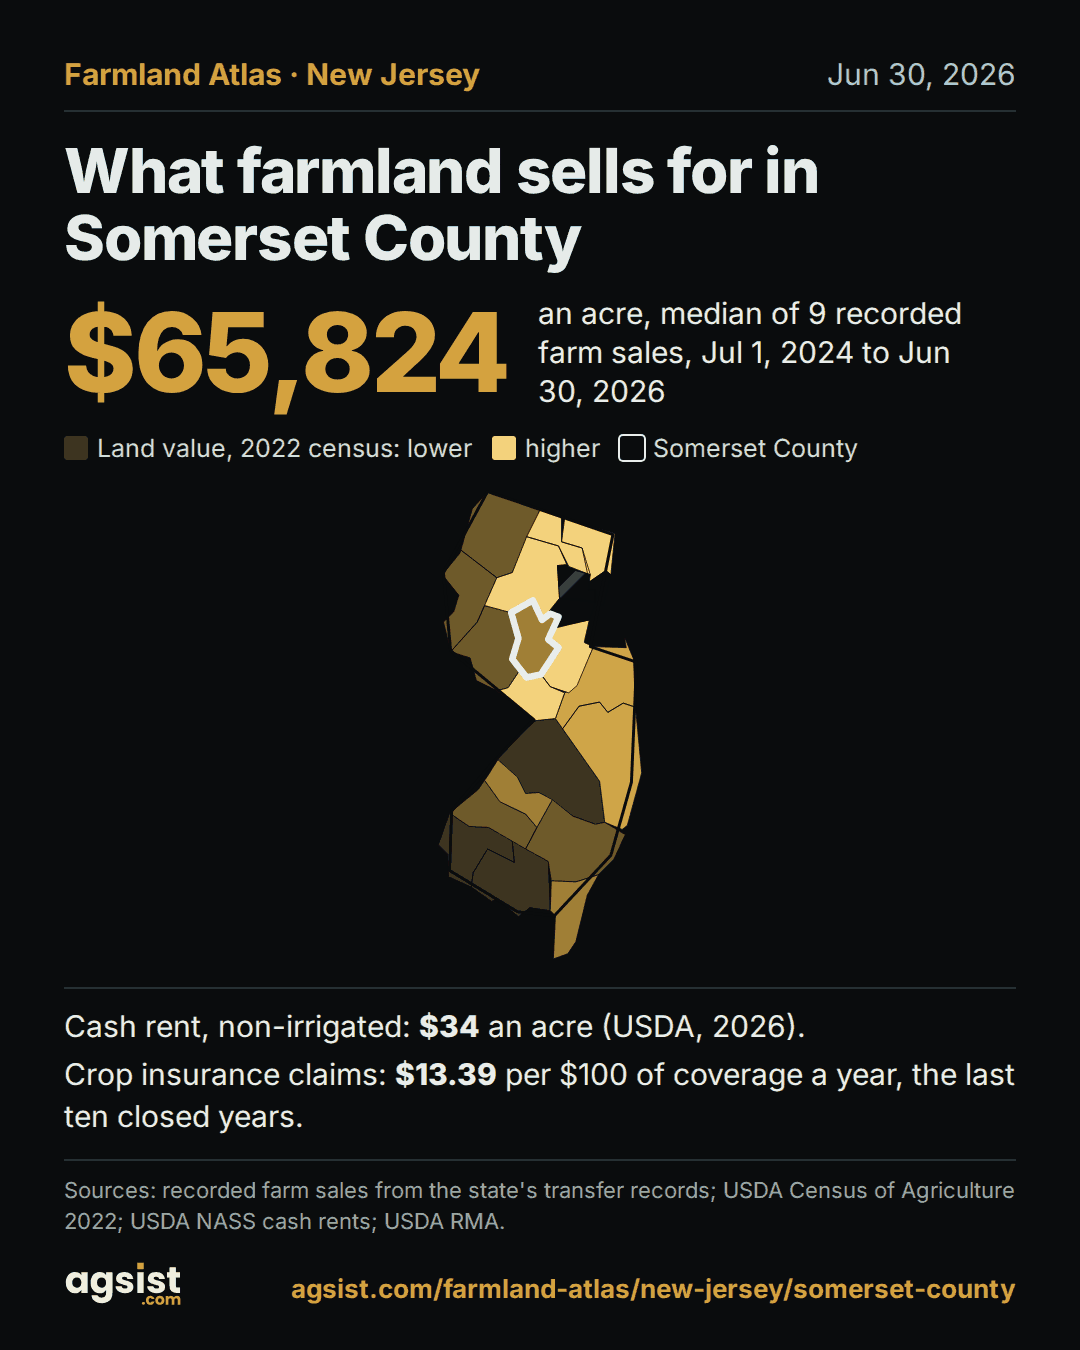 Farmland Atlas · New Jersey
Jun 30, 2026
What farmland sells for in
Somerset County
$65,824
an acre, median of 9 recorded
farm sales, Jul 1, 2024 to Jun
30, 2026
Land value, 2022 census: lower
higher
Somerset County
Cash rent, non-irrigated: $34 an acre (USDA, 2026).
Crop insurance claims: $13.39 per $100 of coverage a year, the last
ten closed years.
Sources: recorded farm sales from the state's transfer records; USDA Census of Agriculture
2022; USDA NASS cash rents; USDA RMA.
agsist
.com
agsist.com/farmland-atlas/new-jersey/somerset-county